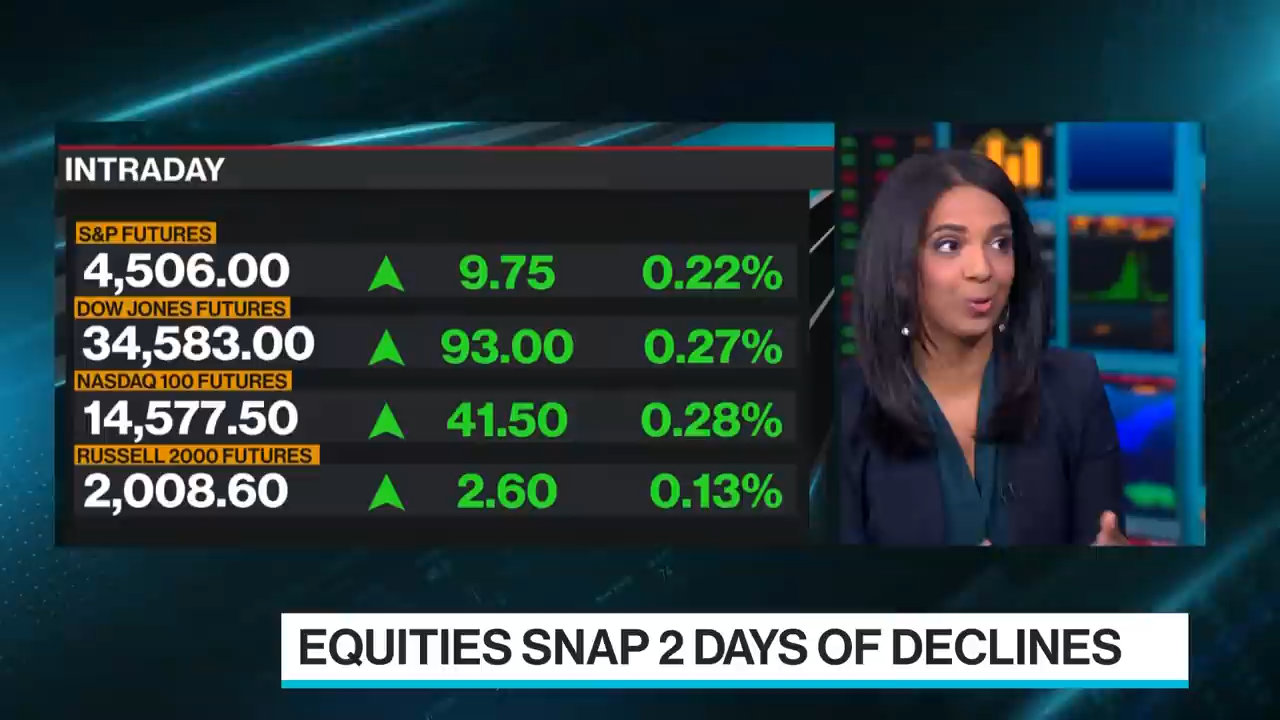 INTRADAY
S&P FUTURES
4,506.00 ▲ 9.75 0.22%
DOW JONES FUTURES
34,583.00 ▲ 93.00 0.27%
NASDAQ 100 FUTURES
14,577.50 ▲ 41.50 0.28%
RUSSELL 2000 FUTURES
2,008.60 ▲ 2.60 0.13%
EQUITIES SNAP 2 DAYS OF DECLINES